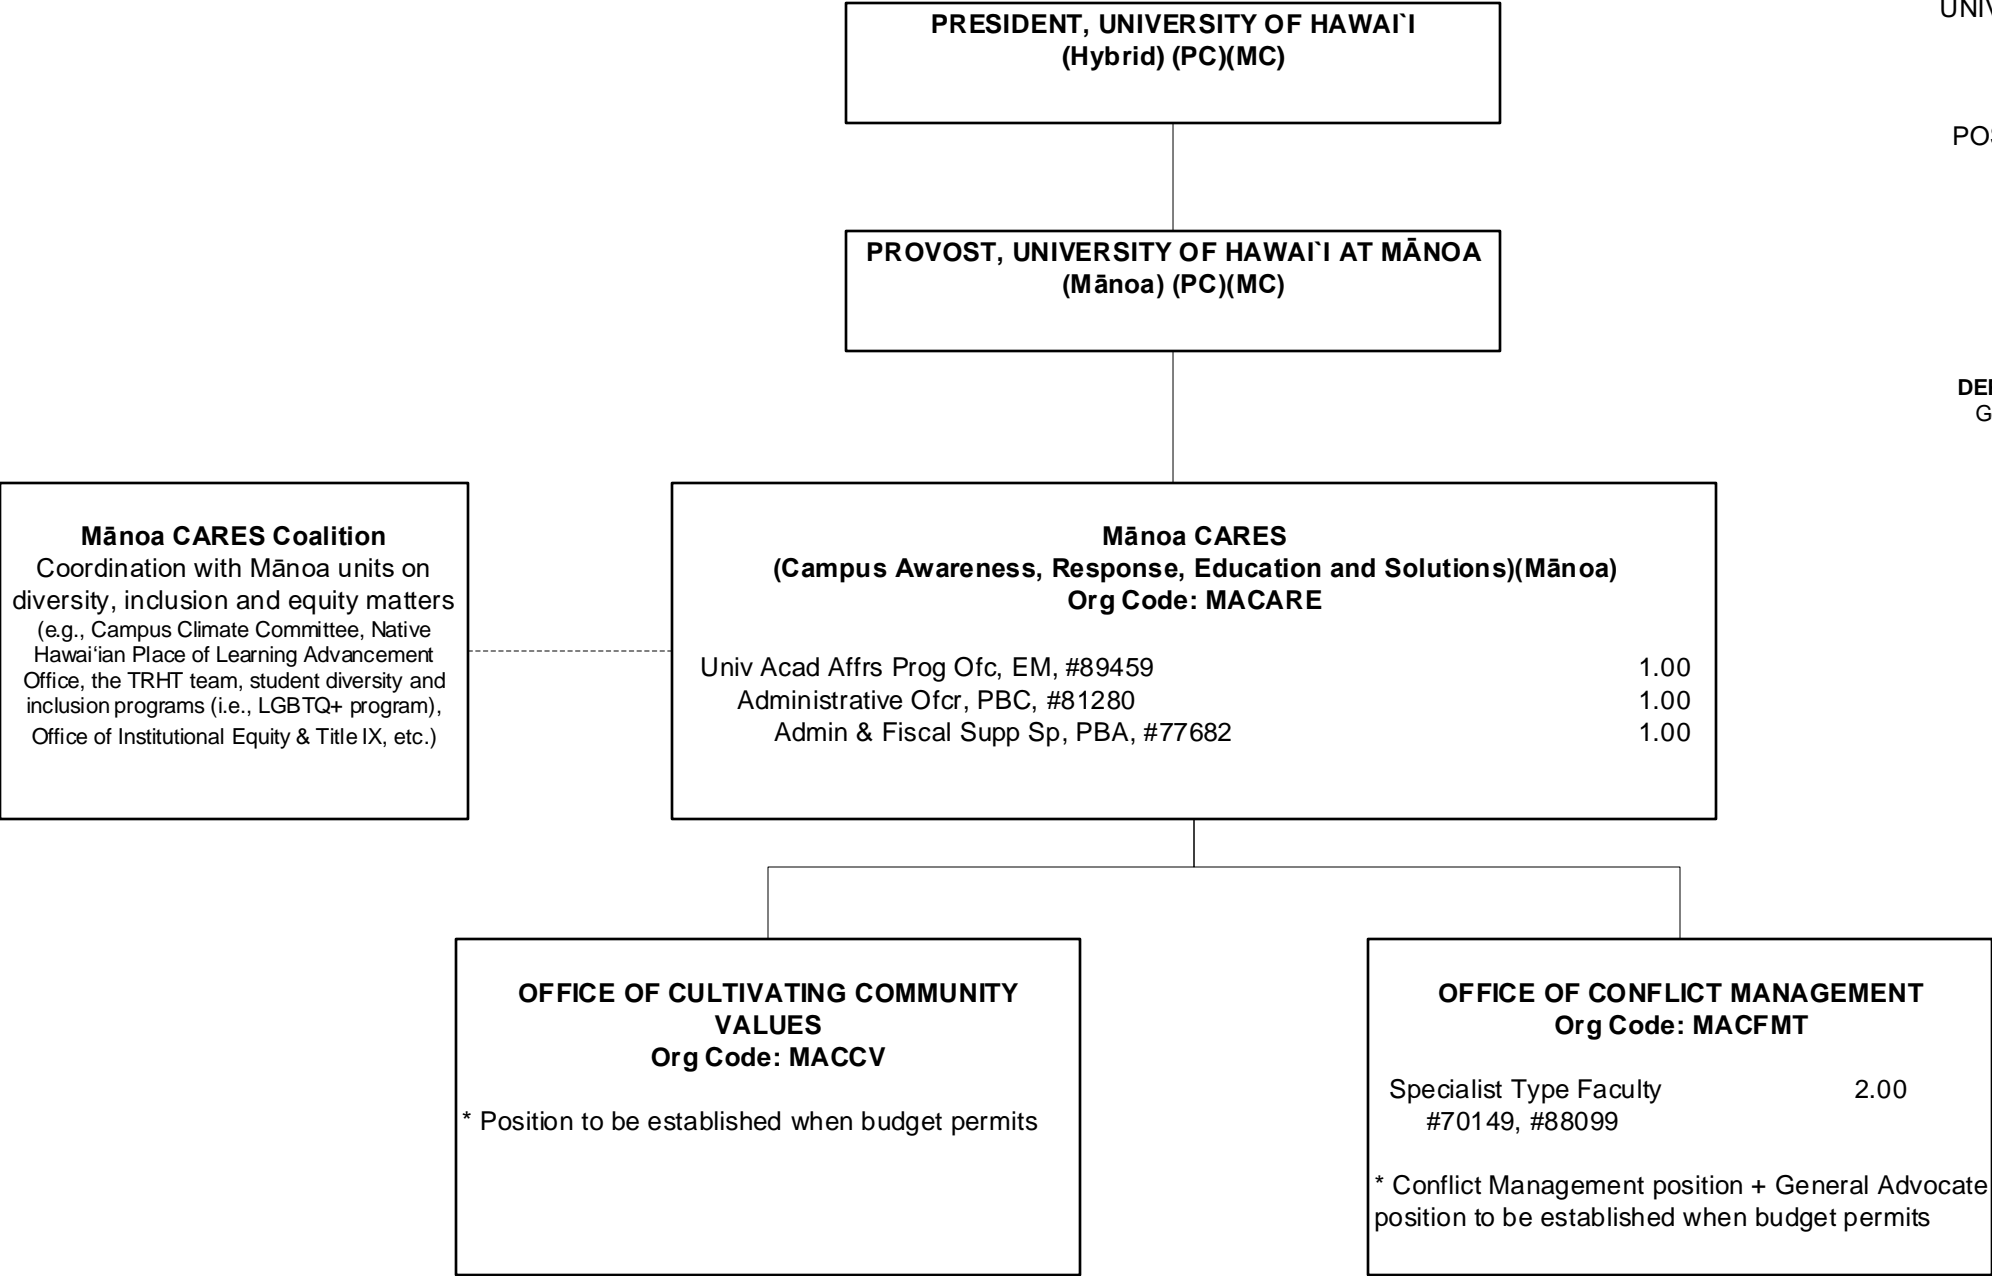 PRESIDENT, UNIVERSITY OF HAWAI`I
(Hybrid) (PC)(MC)
PROVOST, UNIVERSITY OF HAWAI`I AT MĀNOA
(Mānoa) (PC)(MC)
Mānoa CARES Coalition
Coordination with Mānoa units on
diversity, inclusion and equity matters
(e.g., Campus Climate Committee, Native
Hawai‘ian Place of Learning Advancement
Office, the TRHT team, student diversity and
inclusion programs (i.e., LGBTQ+ program),
Office of Institutional Equity & Title IX, etc.)
Mānoa CARES
(Campus Awareness, Response, Education and Solutions)(Mānoa)
Org Code: MACARE
Univ Acad Affrs Prog Ofc, EM, #89459 1.00
Administrative Ofcr, PBC, #81280 1.00
Admin & Fiscal Supp Sp, PBA, #77682 1.00
OFFICE OF CULTIVATING COMMUNITY
VALUES
Org Code: MACCV
* Position to be established when budget permits
OFFICE OF CONFLICT MANAGEMENT
Org Code: MACFMT
Specialist Type Faculty 2.00
#70149, #88099
* Conflict Management position + General Advocate
position to be established when budget permits